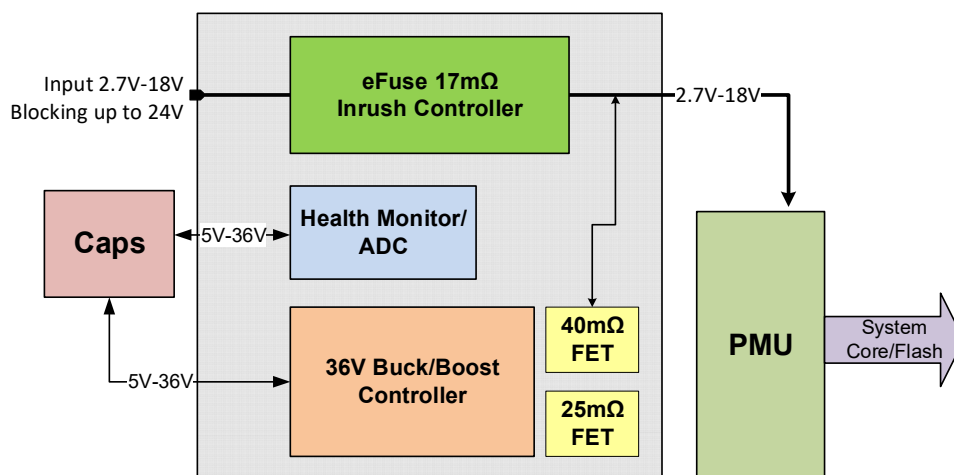 Input 2.7V-18V
Blocking up to 24V
eFuse 17mΩ
Inrush Controller
2.7V-18V
Caps
5V-36V
Health Monitor/
ADC
5V-36V
36V Buck/Boost
Controller
40mΩ
FET
25mΩ
FET
PMU
System
Core/Flash